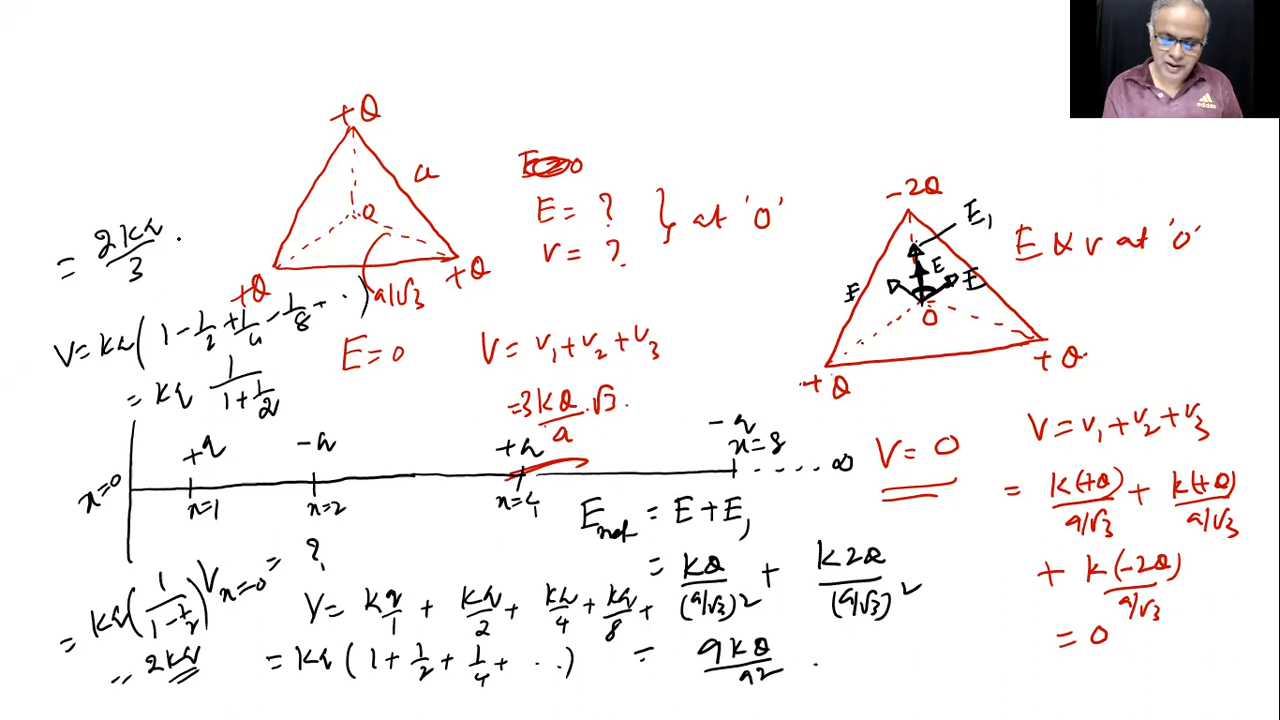 +Q
a
O
+Q
+Q
a/√3
E = ?
V = ?
} at 'O'
E = 0
V = V₁ + V₂ + V₃
= 3kQ/a · √3
-2Q
E₁
E
E
E
O
+Q
+Q
E & V at 'O'
V = 0
V = V₁ + V₂ + V₃
= k(+Q)/(a/√3) + k(+Q)/(a/√3)
+ k(-2Q)/(a/√3)
= 0
= 2kq/3
V = kq(1 - 1/2 + 1/4 - 1/8 + ..)
= kq 1/(1 + 1/2)
x=0
+q
x=1
-q
x=2
+q
x=4
-q
x=8
∞
E net = E + E₁
= kQ/(a/√3)² + k2Q/(a/√3)²
= 9kQ/a²
V x=0 = ?
V = kq/1 + kq/2 + kq/4 + kq/8 +
= kq(1 + 1/2 + 1/4 + ...)
= kq(1/(1 - 1/2))
= 2kq
adidas